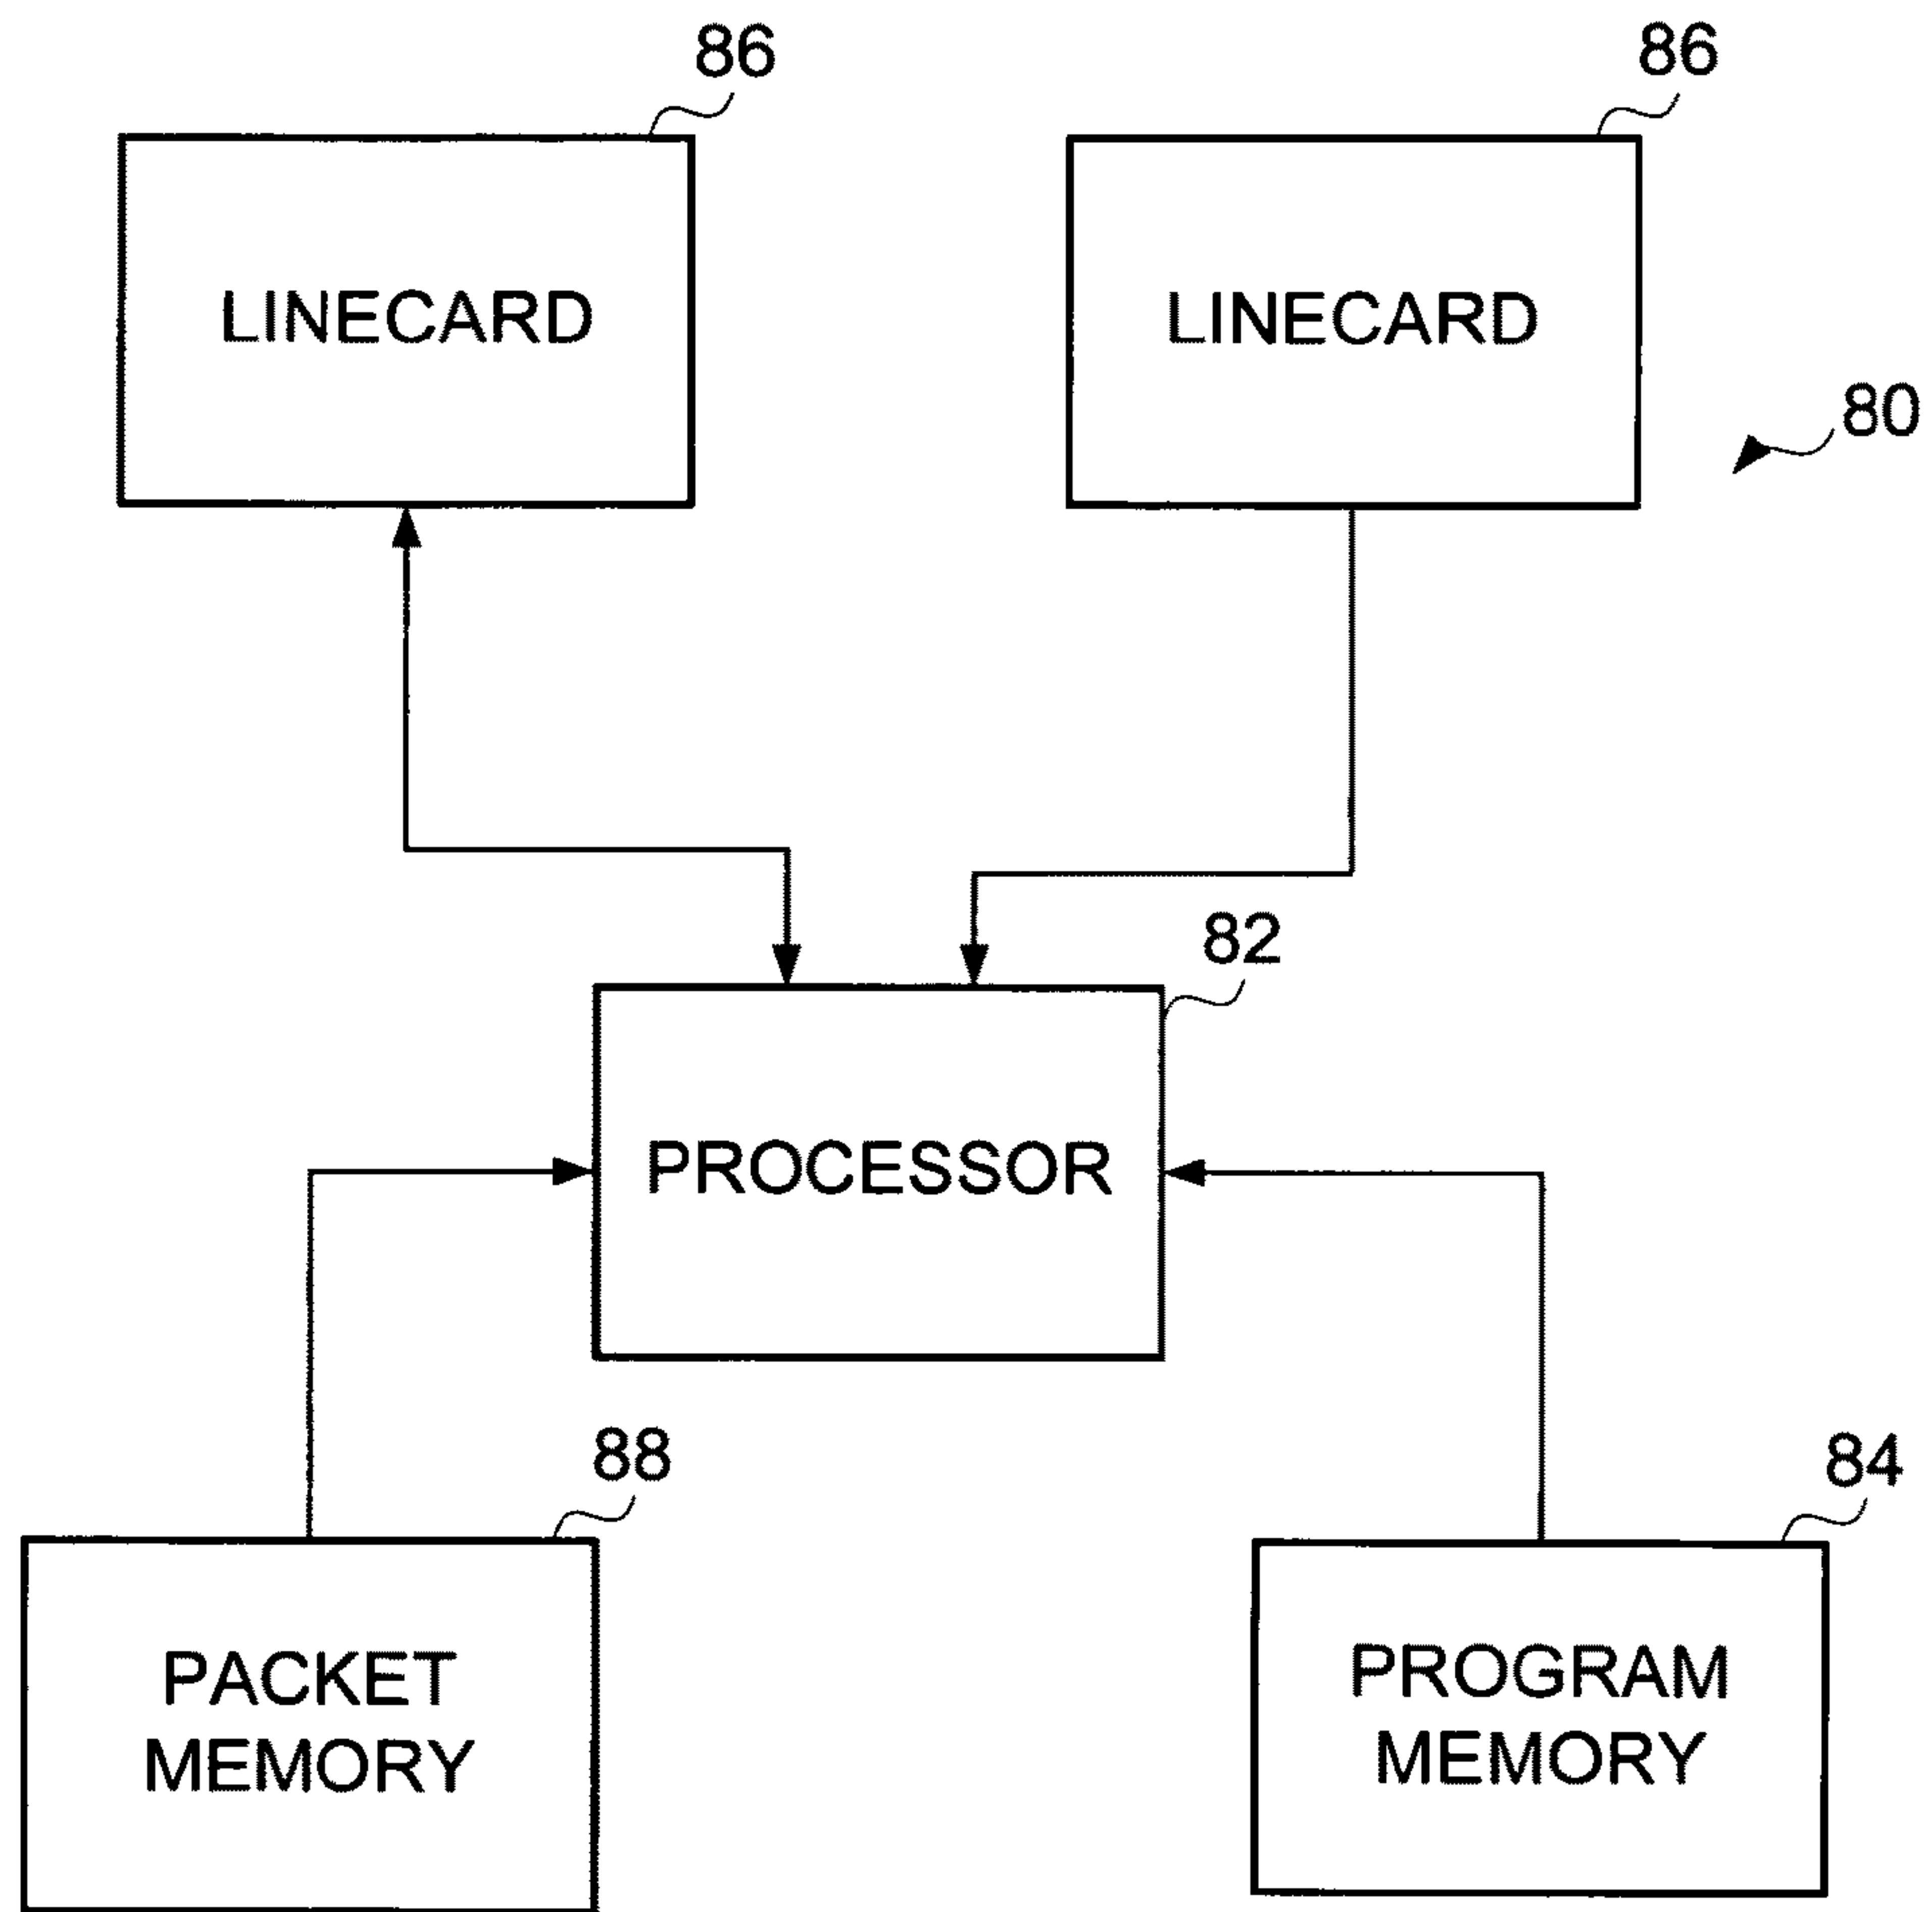 86
86
LINECARD
LINECARD
80
82
PROCESSOR
88
84
PACKET
MEMORY
PROGRAM
MEMORY